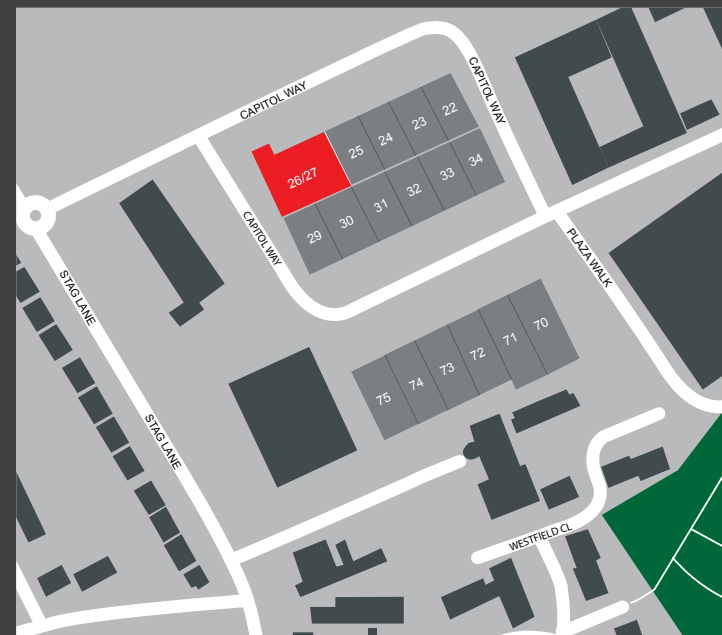 CAPITOL WAY
CAPITOL WAY
22
23
24
25
26/27
34
33
32
31
30
29
CAPITOL WAY
PLAZA WALK
STAG LANE
70
71
72
73
74
75
STAG LANE
WESTFIELD CL